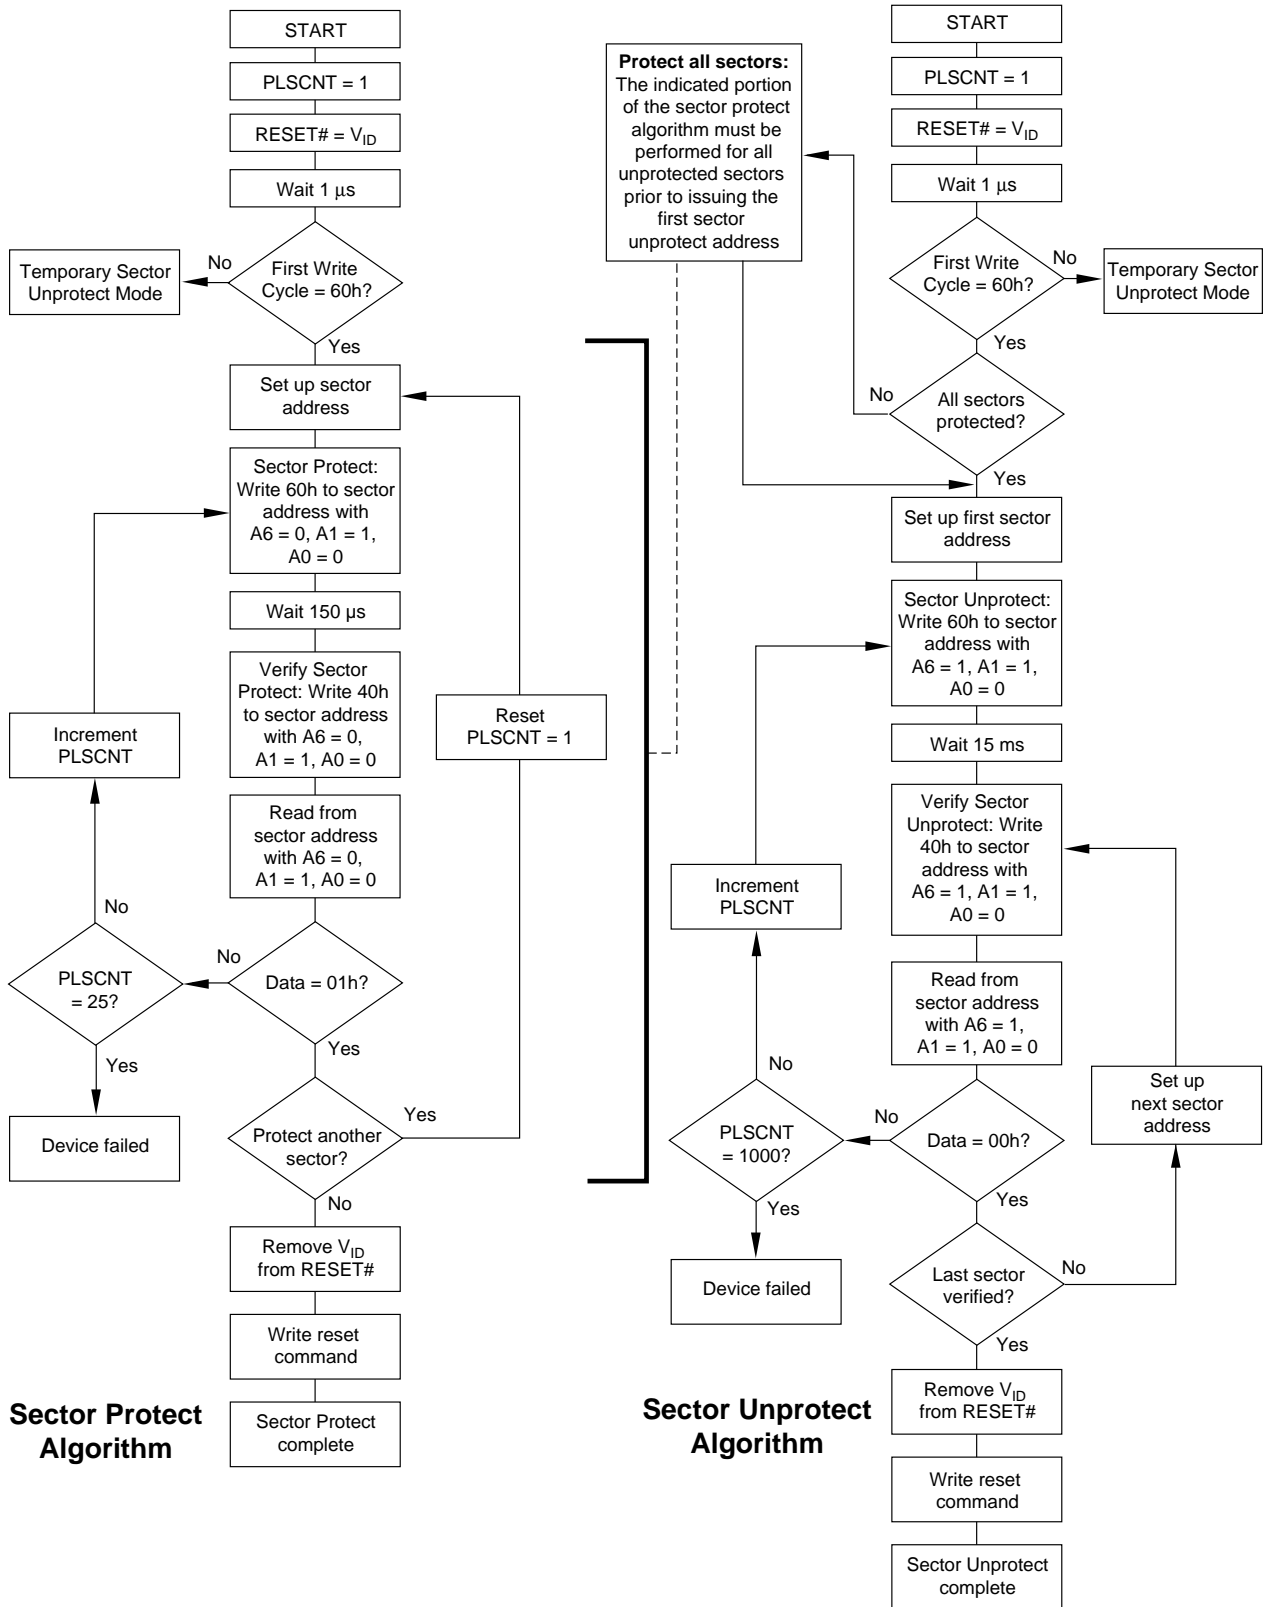 START
PLSCNT = 1
RESET# = VID
Wait 1 μs
First Write
Cycle = 60h?
No
Temporary Sector
Unprotect Mode
Yes
Set up sector
address
Sector Protect:
Write 60h to sector
address with
A6 = 0, A1 = 1,
A0 = 0
Wait 150 µs
Verify Sector
Protect: Write 40h
to sector address
with A6 = 0,
A1 = 1, A0 = 0
Increment
PLSCNT
Reset
PLSCNT = 1
Read from
sector address
with A6 = 0,
A1 = 1, A0 = 0
No
PLSCNT
= 25?
No
Data = 01h?
Yes
Yes
Device failed
Protect another
sector?
Yes
No
Remove VID
from RESET#
Write reset
command
Sector Protect
complete
Sector Protect
Algorithm
Protect all sectors:
The indicated portion
of the sector protect
algorithm must be
performed for all
unprotected sectors
prior to issuing the
first sector
unprotect address
START
PLSCNT = 1
RESET# = VID
Wait 1 μs
First Write
Cycle = 60h?
No
Temporary Sector
Unprotect Mode
Yes
No
All sectors
protected?
Yes
Set up first sector
address
Sector Unprotect:
Write 60h to sector
address with
A6 = 1, A1 = 1,
A0 = 0
Wait 15 ms
Verify Sector
Unprotect: Write
40h to sector
address with
A6 = 1, A1 = 1,
A0 = 0
Increment
PLSCNT
Read from
sector address
with A6 = 1,
A1 = 1, A0 = 0
No
Set up
next sector
address
PLSCNT
= 1000?
No
Data = 00h?
Yes
Yes
Device failed
Last sector
verified?
No
Yes
Remove VID
from RESET#
Write reset
command
Sector Unprotect
complete
Sector Unprotect
Algorithm